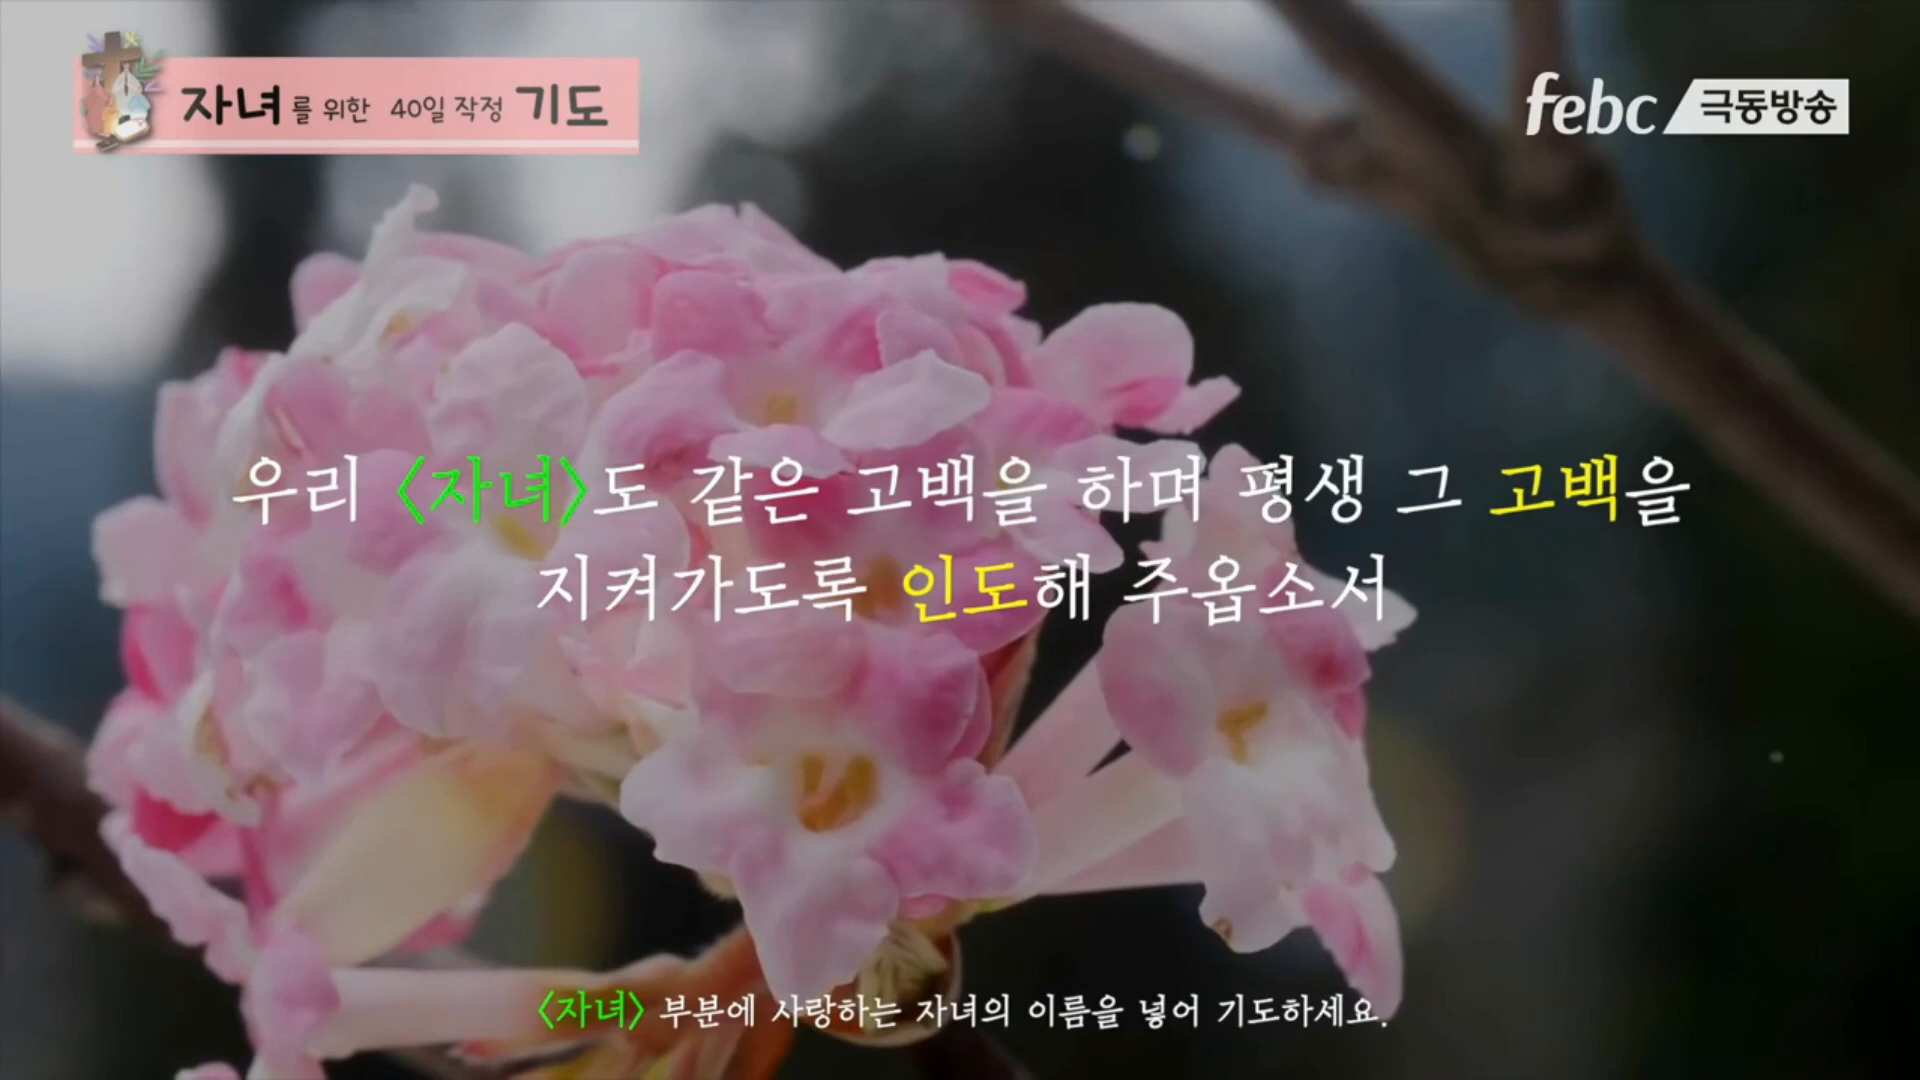 자녀를 위한 40일 작정 기도
febc 극동방송
우리 <자녀>도 같은 고백을 하며 평생 그 고백을
지켜가도록 인도해 주옵소서
<자녀> 부분에 사랑하는 자녀의 이름을 넣어 기도하세요.